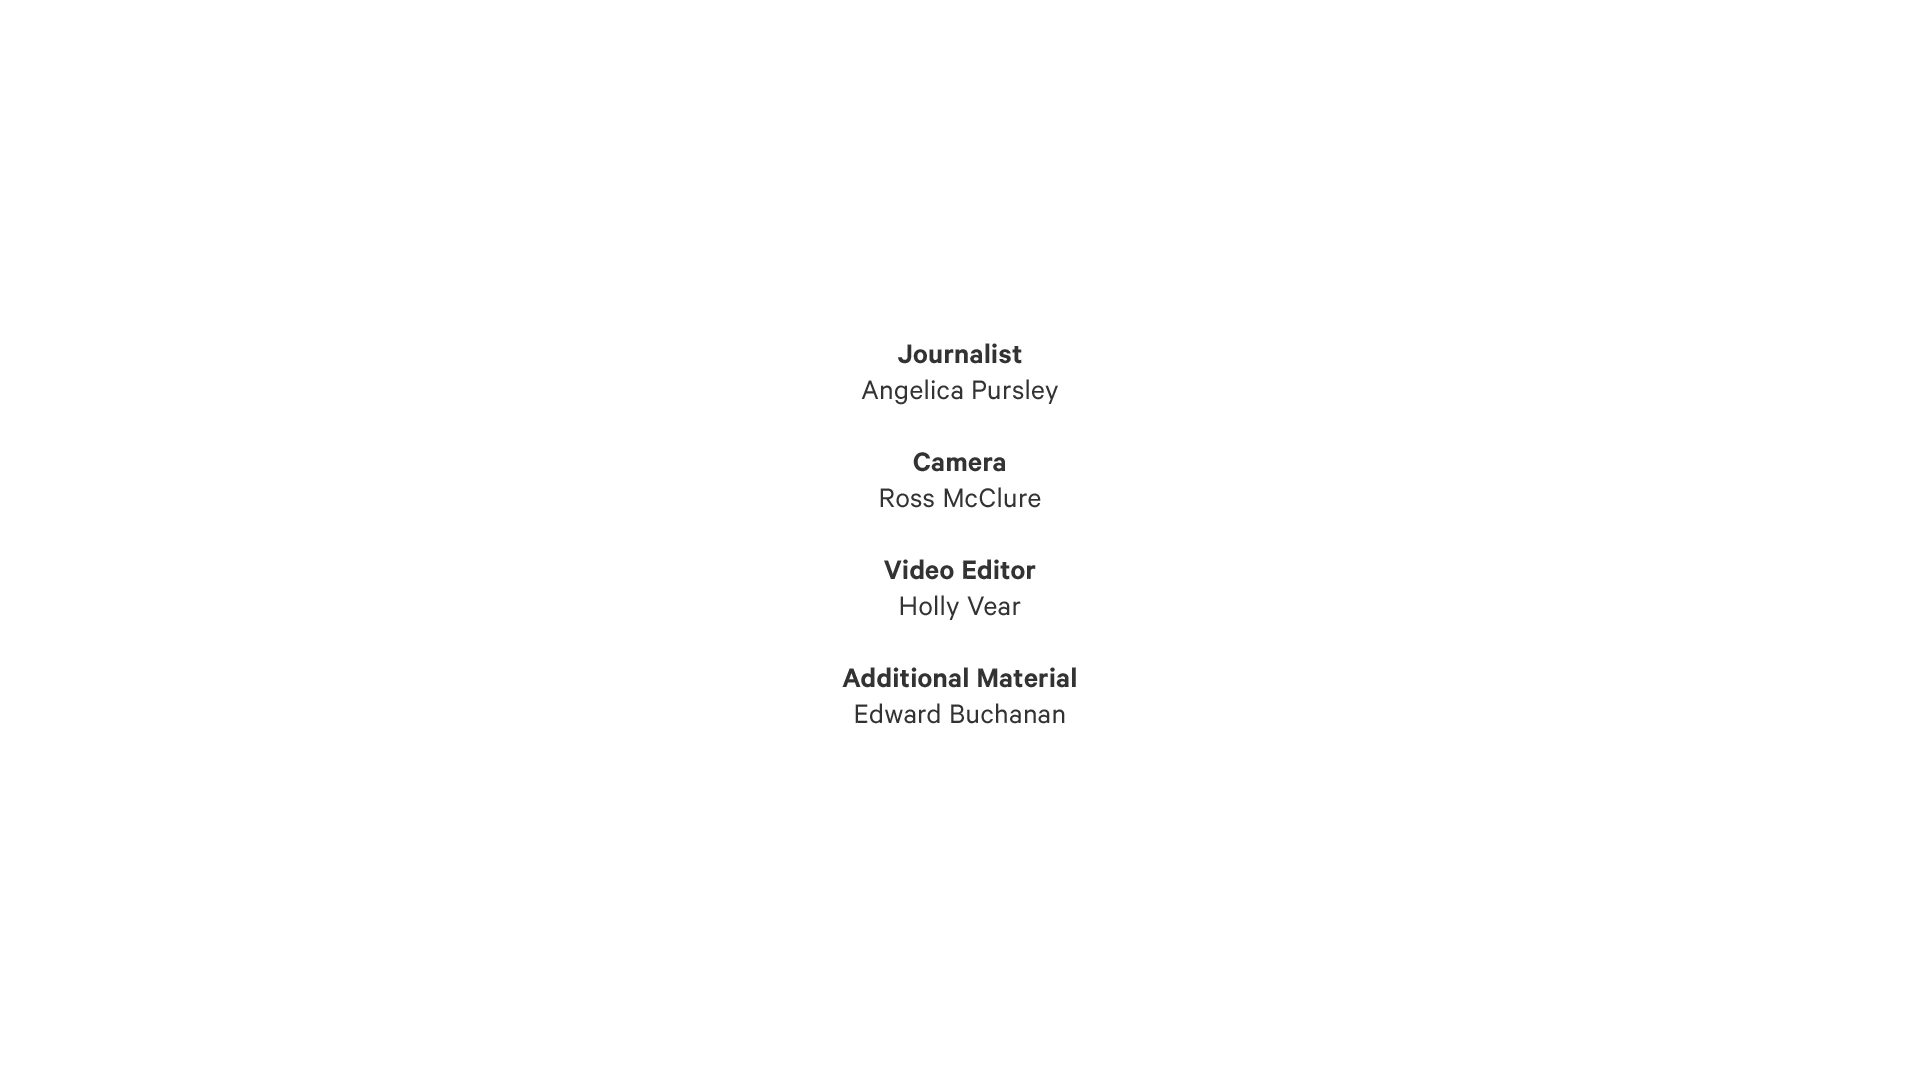 Journalist
Angelica Pursley
Camera
Ross McClure
Video Editor
Holly Vear
Additional Material
Edward Buchanan